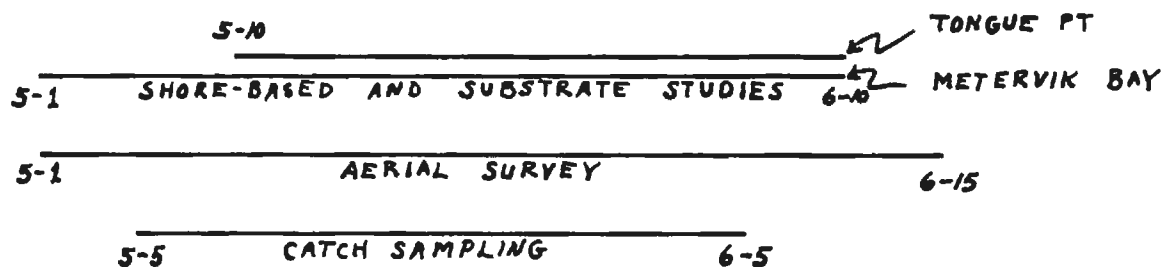 5-10
TONGUE PT
METERVIK BAY
5-1 SHORE-BASED AND SUBSTRATE STUDIES 6-10
5-1 AERIAL SURVEY 6-15
5-5 CATCH SAMPLING 6-5